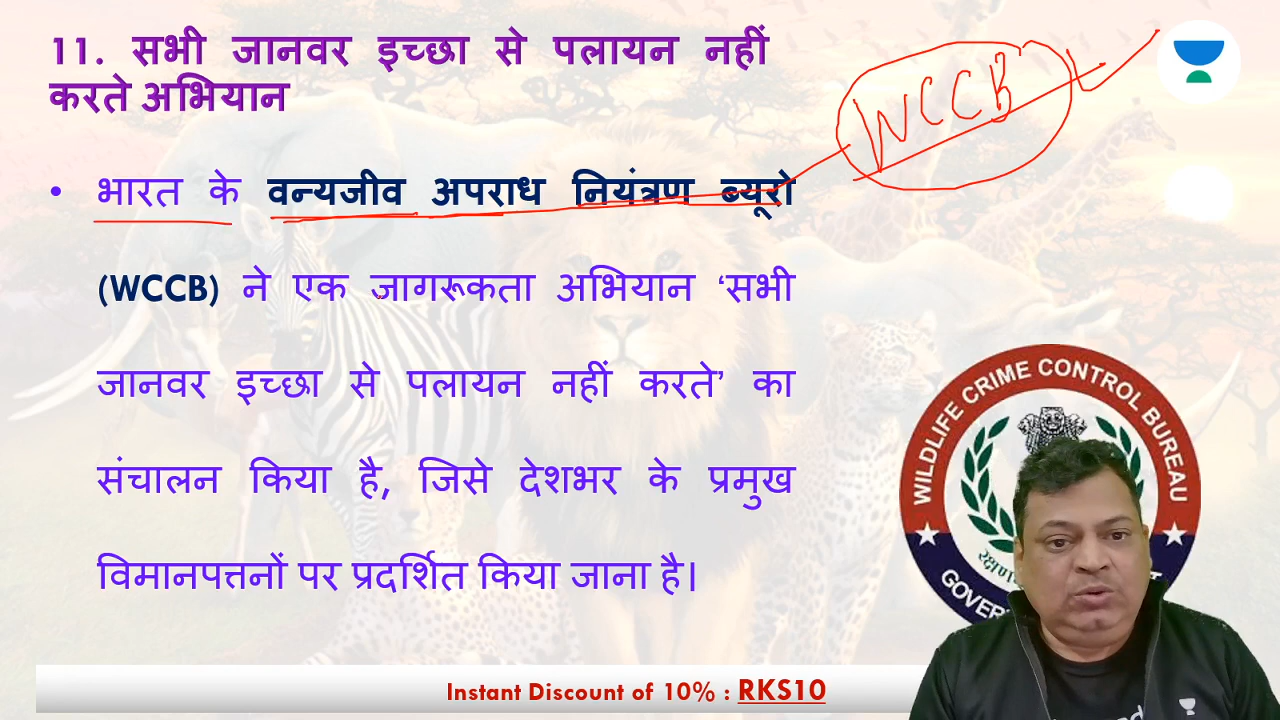 11. सभी जानवर इच्छा से पलायन नहीं
करते अभियान
WCCB
• भारत के वन्यजीव अपराध नियंत्रण ब्यूरो
(WCCB) ने एक जागरूकता अभियान ‘सभी
जानवर इच्छा से पलायन नहीं करते’ का
संचालन किया है, जिसे देशभर के प्रमुख
विमानपत्तनों पर प्रदर्शित किया जाना है।
WILDLIFE CRIME CONTROL BUREAU
Instant Discount of 10% : RKS10